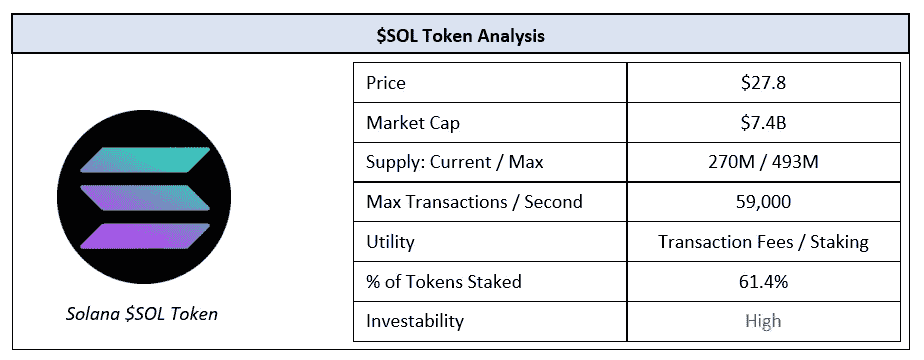 $SOL Token Analysis
Price $27.8
Market Cap $7.4B
Supply: Current / Max 270M / 493M
Max Transactions / Second 59,000
Utility Transaction Fees / Staking
% of Tokens Staked 61.4%
Investability High
Solana $SOL Token